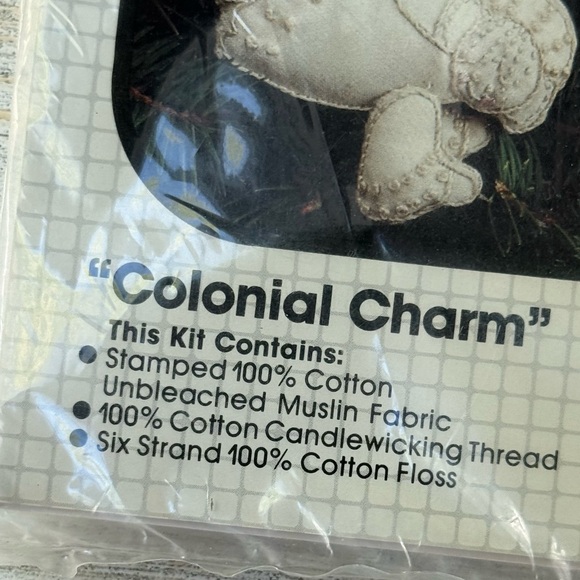 “Colonial Charm”
This Kit Contains:
● Stamped 100% Cotton
Unbleached Muslin Fabric
● 100% Cotton Candlewicking Thread
● Six Strand 100% Cotton Floss